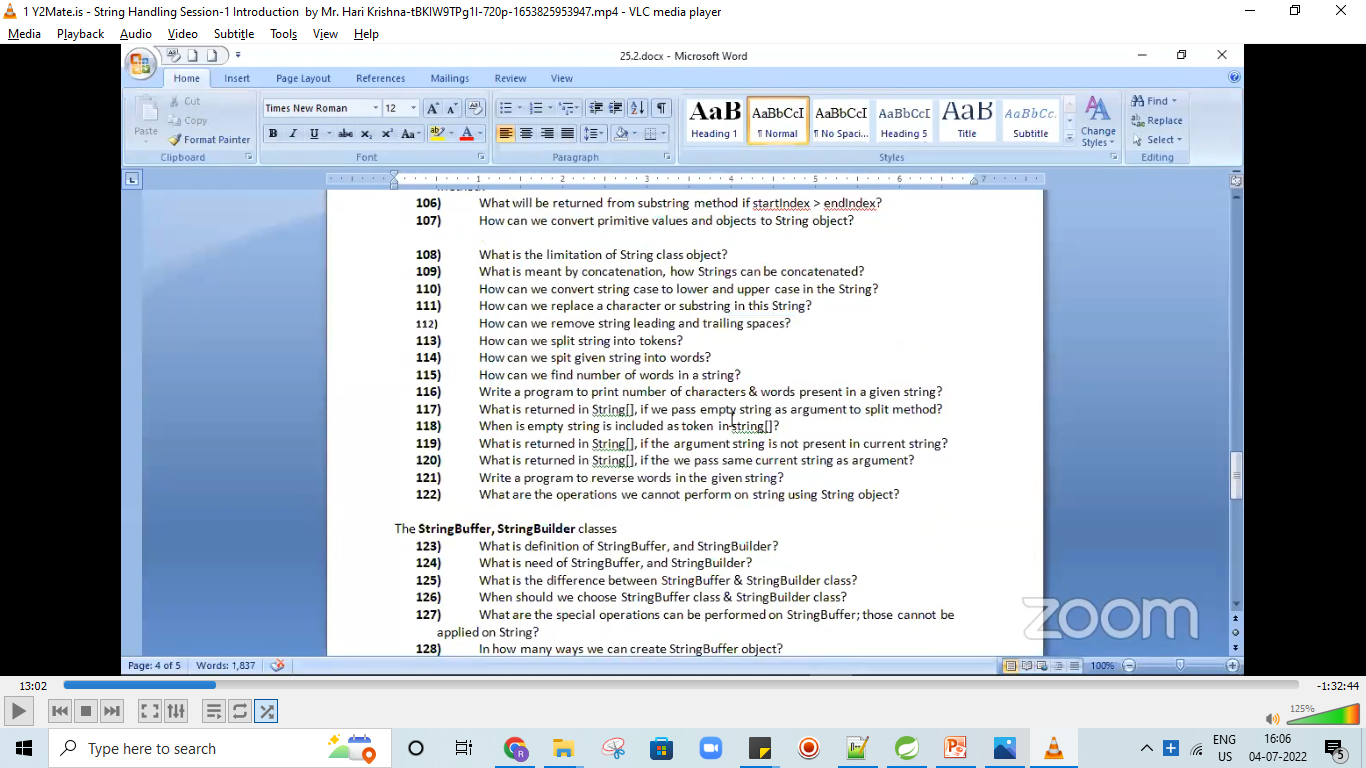 1 Y2Mate.is - String Handling Session-1 Introduction by Mr. Hari Krishna-tBKlW9TPg1I-720p-1653825953947.mp4 - VLC media player
Media Playback Audio Video Subtitle Tools View Help
25.2.docx - Microsoft Word
Home Insert Page Layout References Mailings Review View
Paste
Cut
Copy
Format Painter
Times New Roman 12
AaB AaBbCcI AaBbCcI AaBbCcI AaB AaBbCc.
Heading 1 ¶ Normal ¶ No Spaci... Heading 5 Title Subtitle
Change Styles
Find
Replace
Select
Clipboard Font Paragraph Styles Editing
1 2 3 4 5 6 7
106) What will be returned from substring method if startIndex > endIndex?
107) How can we convert primitive values and objects to String object?
108) What is the limitation of String class object?
109) What is meant by concatenation, how Strings can be concatenated?
110) How can we convert string case to lower and upper case in the String?
111) How can we replace a character or substring in this String?
112) How can we remove string leading and trailing spaces?
113) How can we split string into tokens?
114) How can we spit given string into words?
115) How can we find number of words in a string?
116) Write a program to print number of characters & words present in a given string?
117) What is returned in String[], if we pass empty string as argument to split method?
118) When is empty string is included as token in string[]?
119) What is returned in String[], if the argument string is not present in current string?
120) What is returned in String[], if the we pass same current string as argument?
121) Write a program to reverse words in the given string?
122) What are the operations we cannot perform on string using String object?
The StringBuffer, StringBuilder classes
123) What is definition of StringBuffer, and StringBuilder?
124) What is need of StringBuffer, and StringBuilder?
125) What is the difference between StringBuffer & StringBuilder class?
126) When should we choose StringBuffer class & StringBuilder class?
127) What are the special operations can be performed on StringBuffer; those cannot be
applied on String?
128) In how many ways we can create StringBuffer object?
zoom
Page: 4 of 5 Words: 1,837 100%
13:02 -1:32:44
125%
Type here to search
ENG
US
16:06
04-07-2022
5